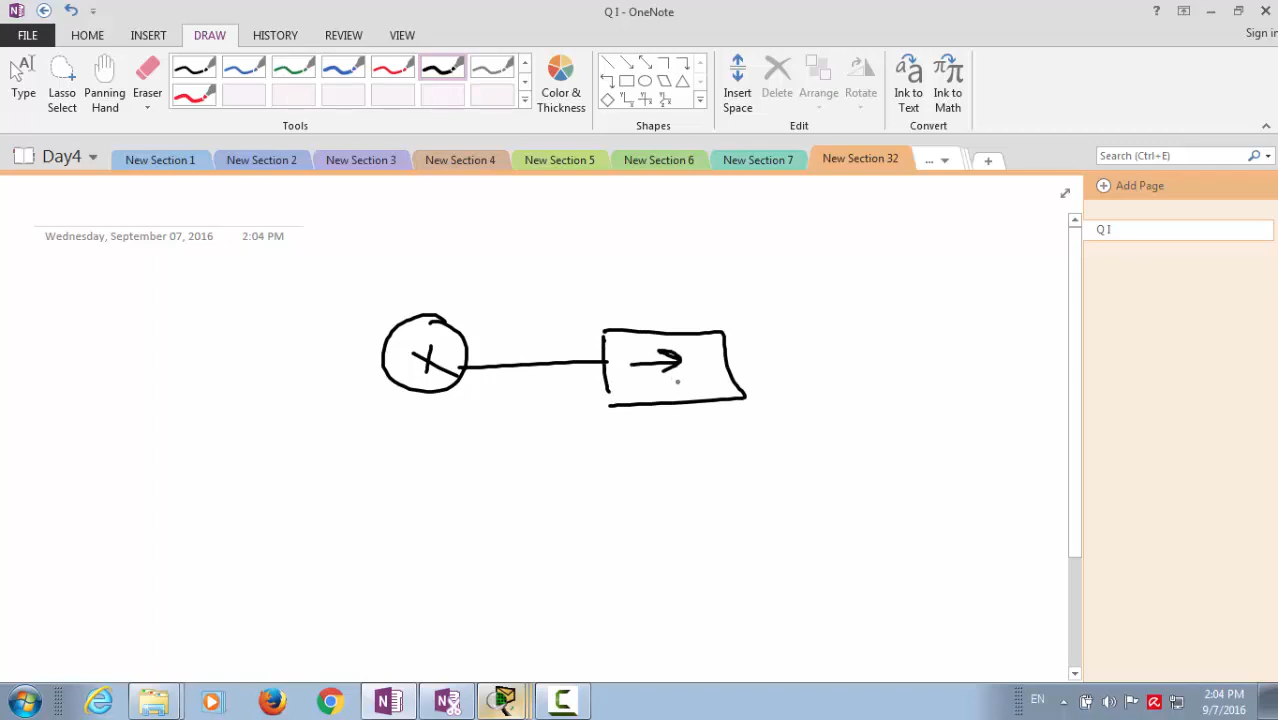 Q I - OneNote
?
Sign in
FILE HOME INSERT DRAW HISTORY REVIEW VIEW
Type
Lasso
Select
Panning
Hand
Eraser
Color &
Thickness
Insert
Space
Delete
Arrange
Rotate
Ink to
Text
Ink to
Math
Tools
Shapes
Edit
Convert
Day4
New Section 1
New Section 2
New Section 3
New Section 4
New Section 5
New Section 6
New Section 7
New Section 32
...
Search (Ctrl+E)
Add Page
Q I
Wednesday, September 07, 2016 2:04 PM
EN
2:04 PM
9/7/2016